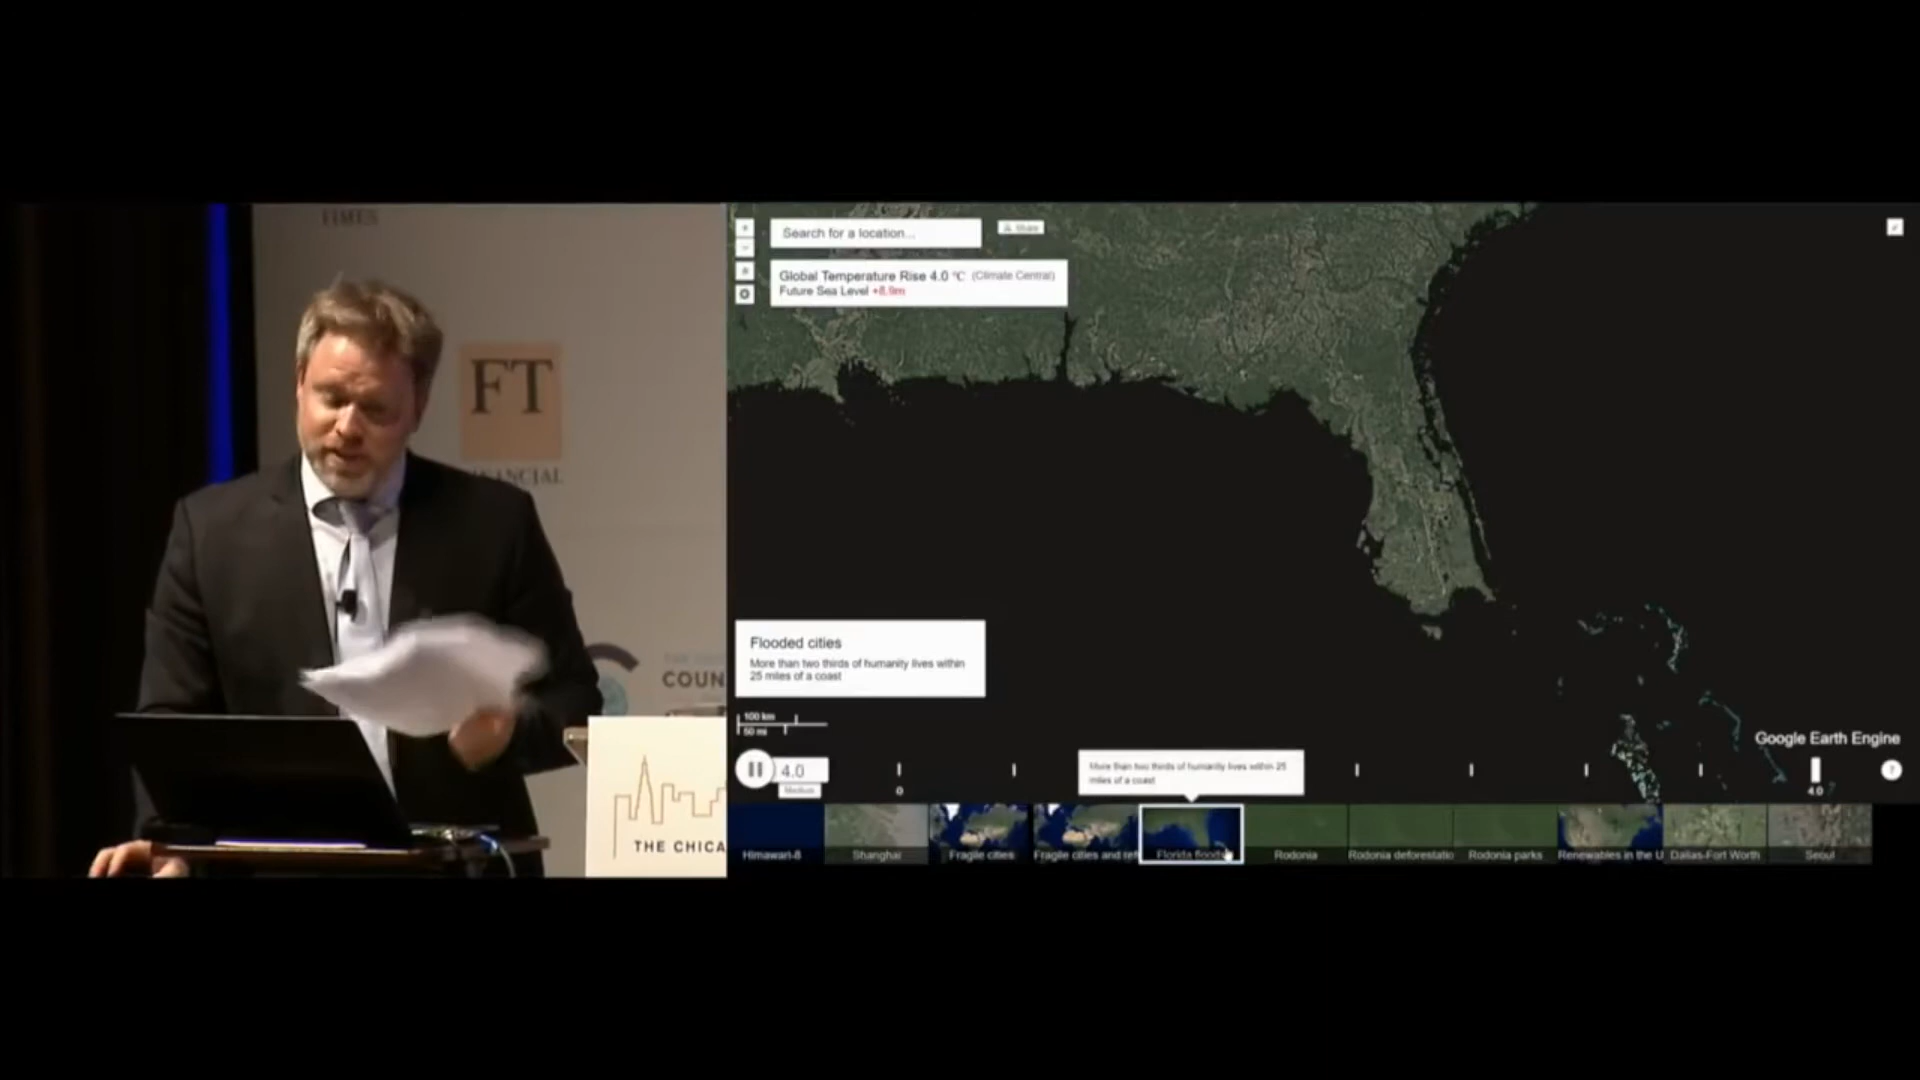 TIMES
FT
FINANCIAL
COUN
THE CHICA
Search for a location...
Share
Global Temperature Rise 4.0 °C (Climate Central)
Future Sea Level +8.9m
Flooded cities
More than two thirds of humanity lives within
25 miles of a coast
100 km
50 mi
Google Earth Engine
4.0
Medium
More than two thirds of humanity lives within 25
miles of a coast
0
4.0
?
Himawari-8
Shanghai
Fragile cities
Fragile cities and ref
Florida flood
Rodonia
Rodonia deforestatio
Rodonia parks
Renewables in the U
Dallas-Fort Worth
Seoul